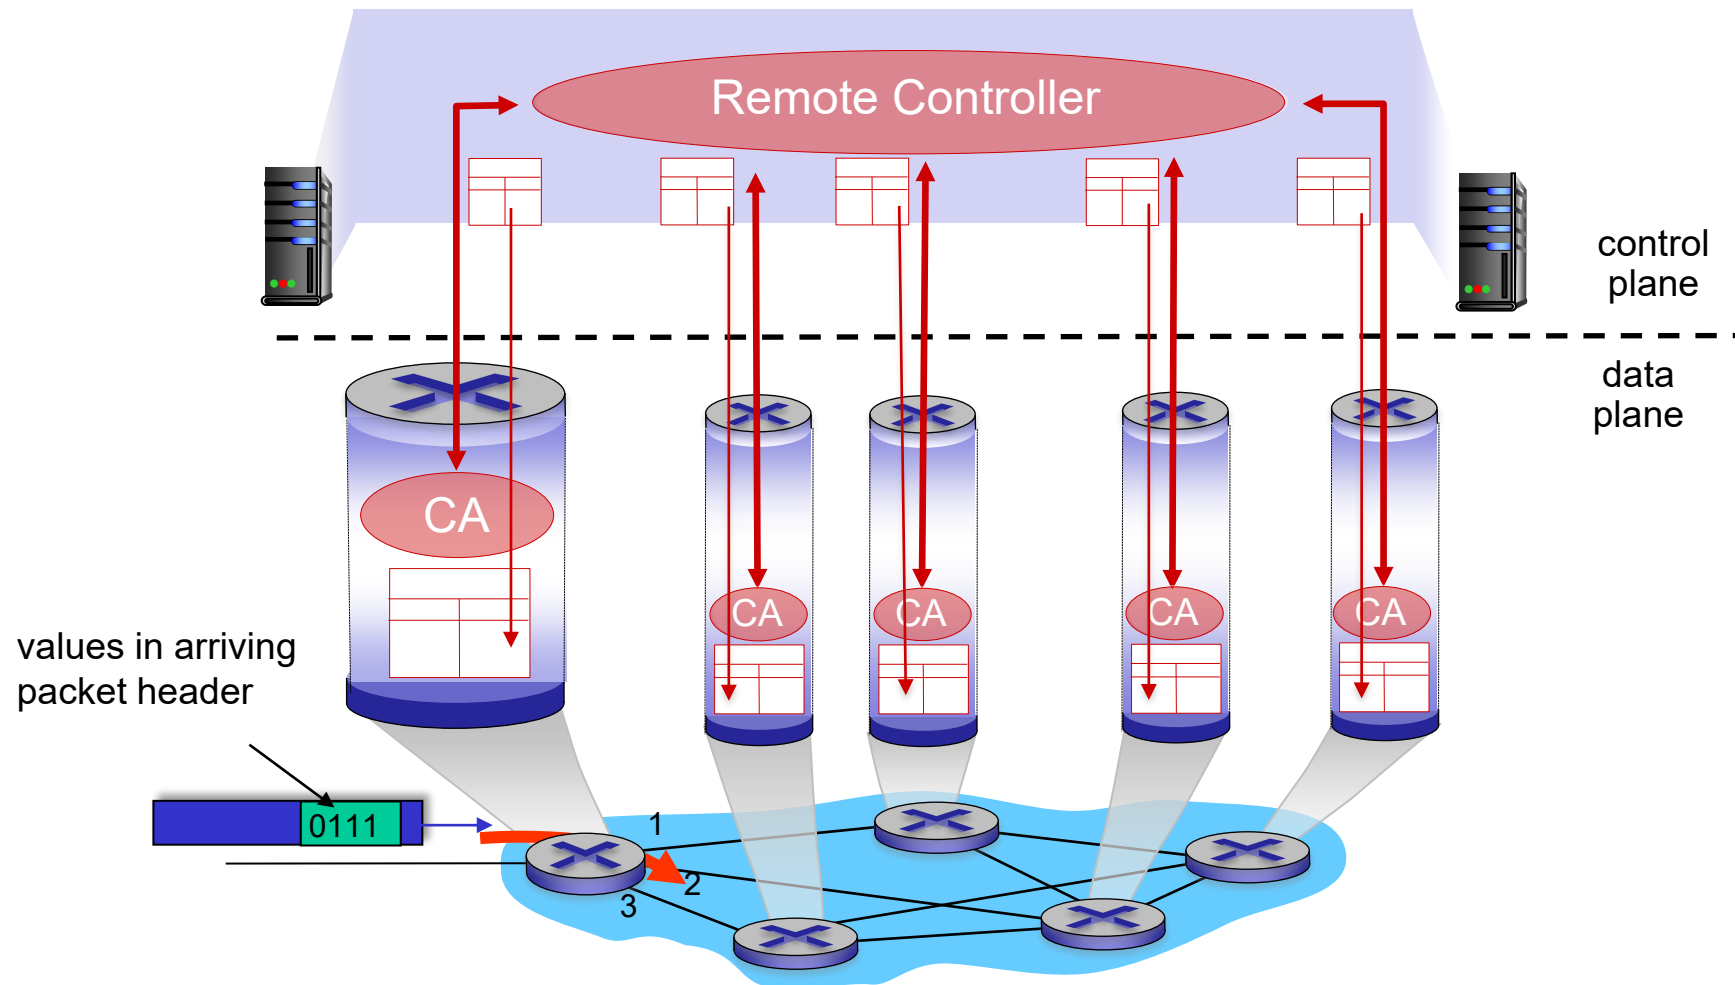 Remote Controller
control
plane
data
plane
CA
CA
CA
CA
CA
values in arriving
packet header
0111
1
2
3